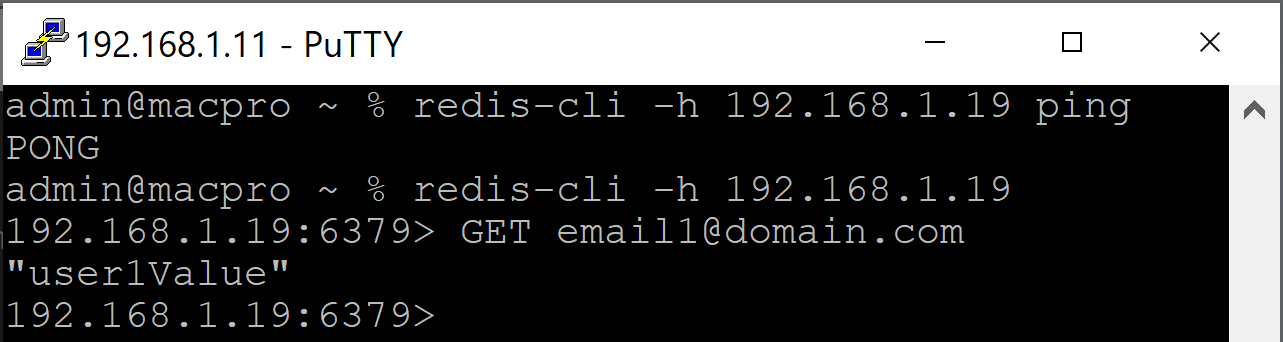 192.168.1.11 - PuTTY
admin@macpro ~ % redis-cli -h 192.168.1.19 ping
PONG
admin@macpro ~ % redis-cli -h 192.168.1.19
192.168.1.19:6379> GET email1@domain.com
"user1Value"
192.168.1.19:6379>